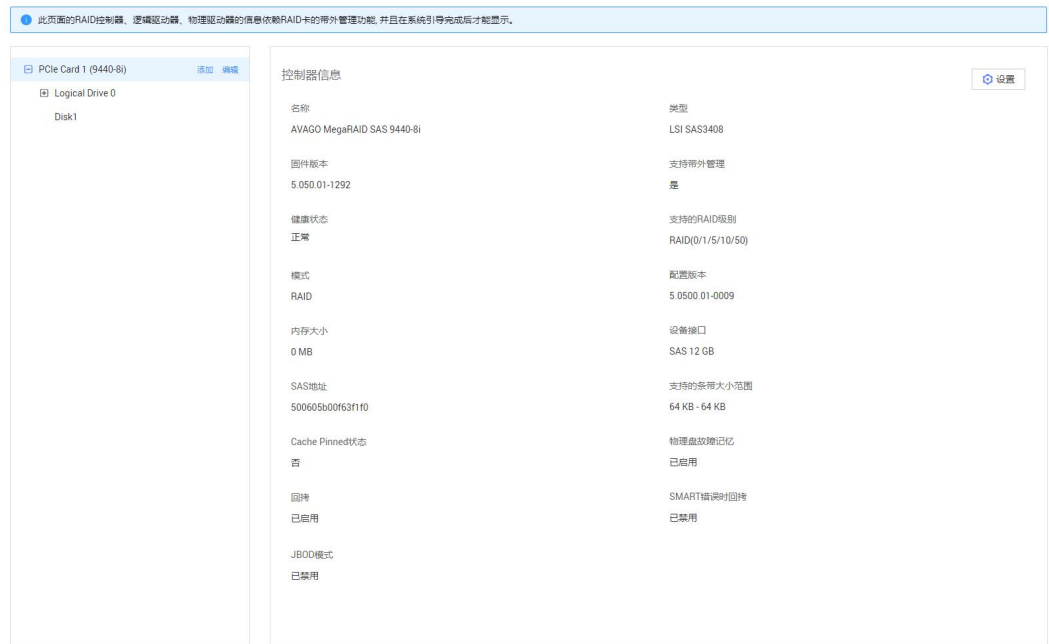 此页面的RAID控制器、逻辑驱动器、物理驱动器的信息依赖RAID卡的带外管理功能, 并且在系统引导完成后才能显示。
PCIe Card 1 (9440-8i) 添加 编辑
Logical Drive 0
Disk1
控制器信息
设置
名称 类型
AVAGO MegaRAID SAS 9440-8i LSI SAS3408
固件版本 支持带外管理
5.050.01-1292 是
健康状态 支持的RAID级别
正常 RAID(0/1/5/10/50)
模式 配置版本
RAID 5.0500.01-0009
内存大小 设备接口
0 MB SAS 12 GB
SAS地址 支持的条带大小范围
500605b00f63f1f0 64 KB - 64 KB
Cache Pinned状态 物理盘故障记忆
否 已启用
回拷 SMART错误时回拷
已启用 已禁用
JBOD模式
已禁用